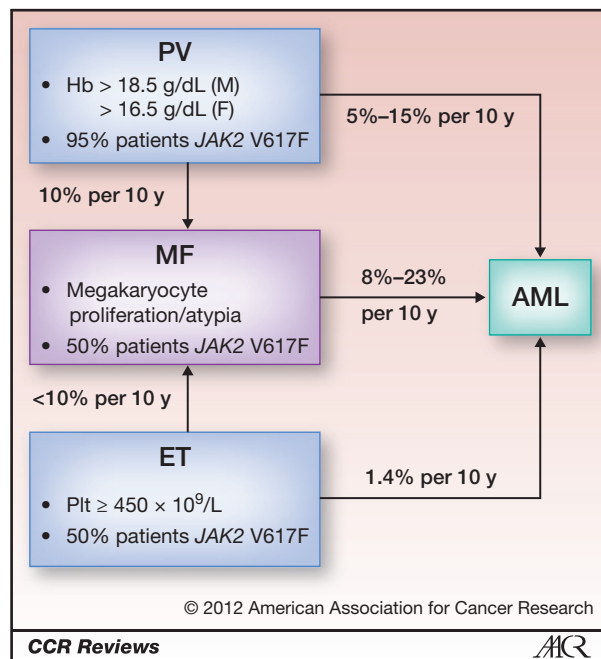 PV
• Hb > 18.5 g/dL (M)
> 16.5 g/dL (F)
• 95% patients JAK2 V617F
5%–15% per 10 y
10% per 10 y
MF
• Megakaryocyte
proliferation/atypia
• 50% patients JAK2 V617F
8%–23%
per 10 y
AML
<10% per 10 y
ET
• Plt ≥ 450 × 10⁹/L
• 50% patients JAK2 V617F
1.4% per 10 y
© 2012 American Association for Cancer Research
CCR Reviews
AACR